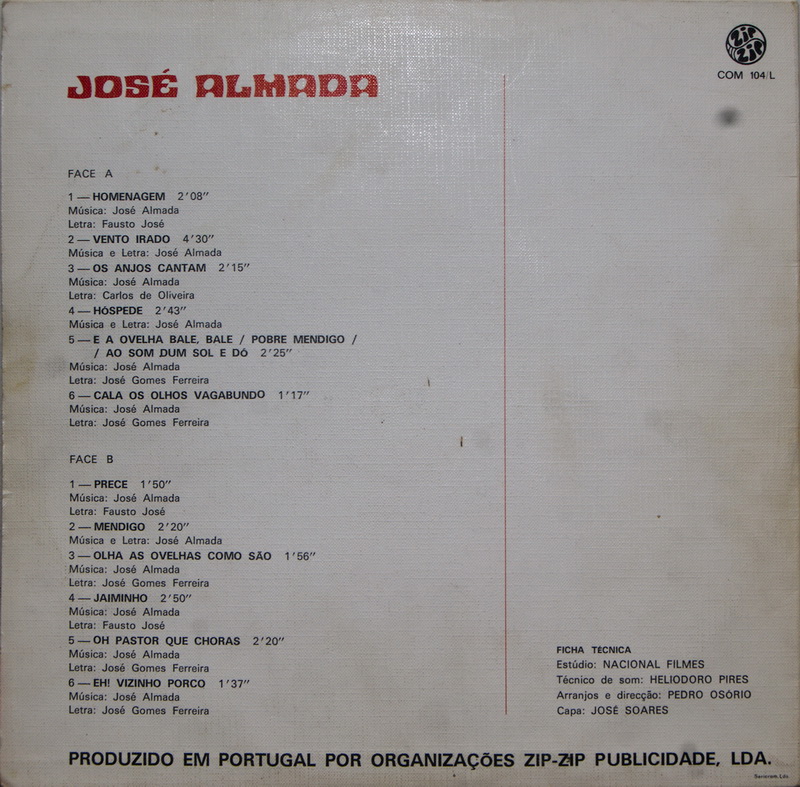 ZIP
ZIP
COM 104/L
JOSÉ ALMADA
FACE A
1 — HOMENAGEM 2'08"
Música: José Almada
Letra: Fausto José
2 — VENTO IRADO 4'30"
Música e Letra: José Almada
3 — OS ANJOS CANTAM 2'15"
Música: José Almada
Letra: Carlos de Oliveira
4 — HÓSPEDE 2'43"
Música e Letra: José Almada
5 — E A OVELHA BALE, BALE / POBRE MENDIGO /
/ AO SOM DUM SOL E DÓ 2'25"
Música: José Almada
Letra: José Gomes Ferreira
6 — CALA OS OLHOS VAGABUNDO 1'17"
Música: José Almada
Letra: José Gomes Ferreira
FACE B
1 — PRECE 1'50"
Música: José Almada
Letra: Fausto José
2 — MENDIGO 2'20"
Música e Letra: José Almada
3 — OLHA AS OVELHAS COMO SÃO 1'56"
Música: José Almada
Letra: José Gomes Ferreira
4 — JAIMINHO 2'50"
Música: José Almada
Letra: Fausto José
5 — OH PASTOR QUE CHORAS 2'20"
Música: José Almada
Letra: José Gomes Ferreira
6 — EH! VIZINHO PORCO 1'37"
Música: José Almada
Letra: José Gomes Ferreira
FICHA TÉCNICA
Estúdio: NACIONAL FILMES
Técnico de som: HELIODORO PIRES
Arranjos e direcção: PEDRO OSÓRIO
Capa: JOSÉ SOARES
PRODUZIDO EM PORTUGAL POR ORGANIZAÇÕES ZIP-ZIP PUBLICIDADE, LDA.